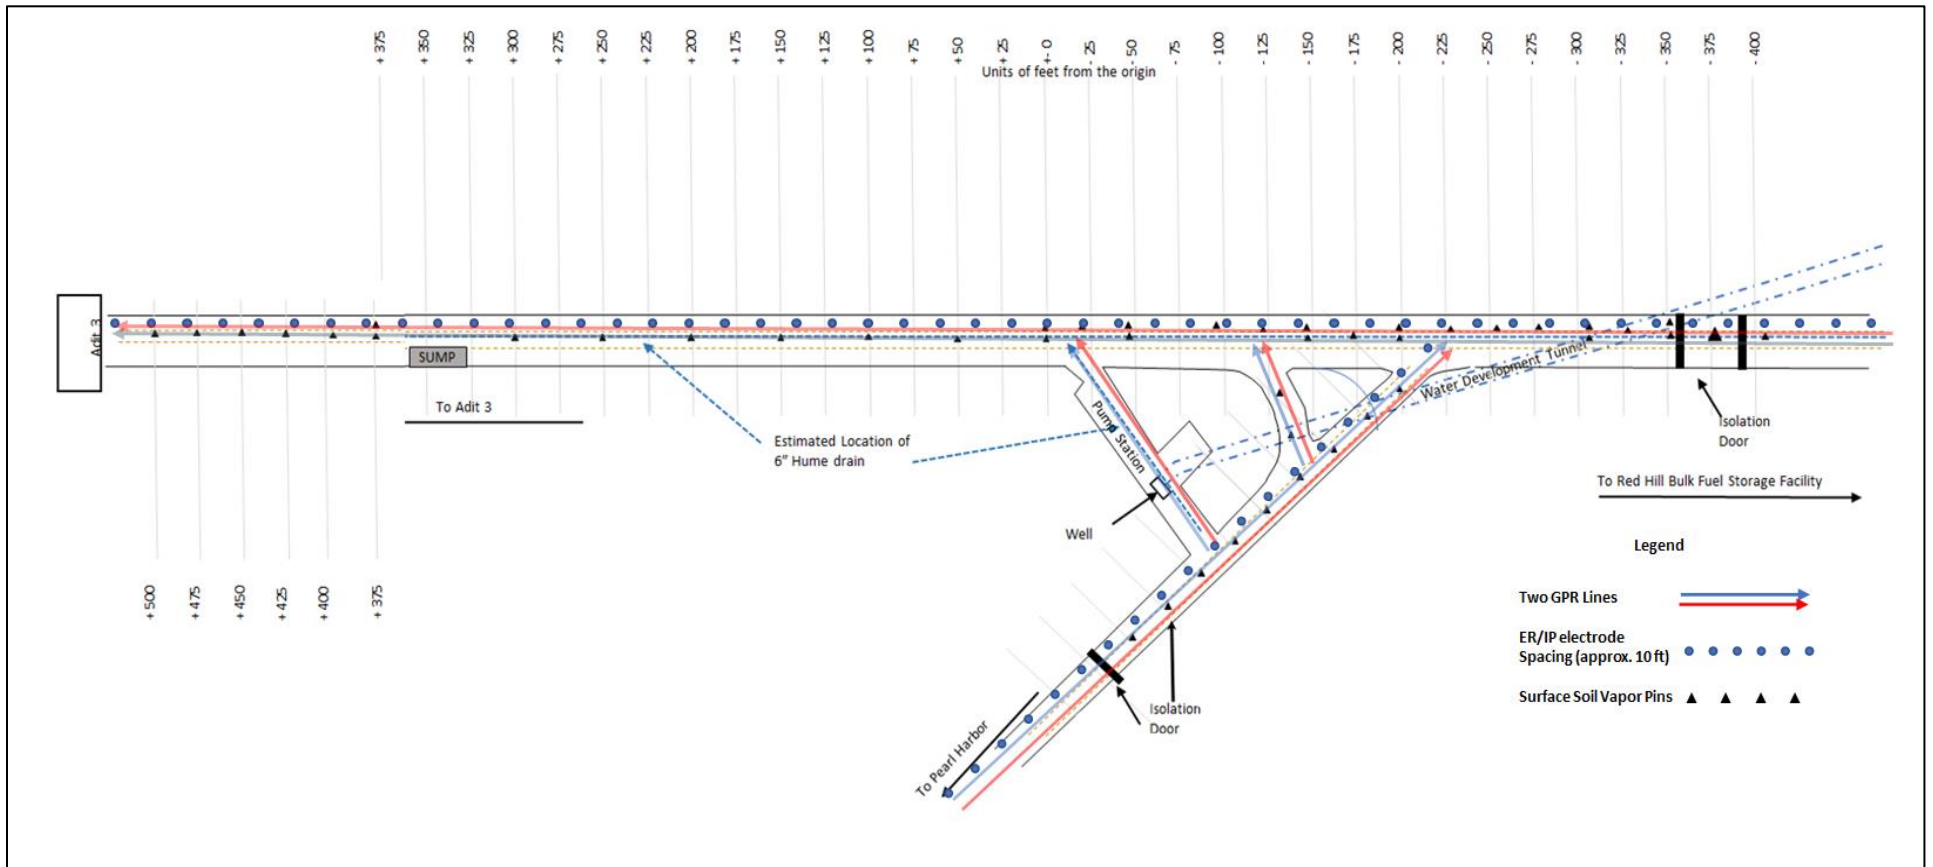 + 375
+ 350
+ 325
+ 300
+ 275
+ 250
+ 225
+ 200
+ 175
+ 150
+ 125
+ 100
+ 75
+ 50
+ 25
+- 0
- 25
- 50
- 75
- 100
- 125
- 150
- 175
- 200
- 225
- 250
- 275
- 300
- 325
- 350
- 375
- 400
Units of feet from the origin
Adit 3
SUMP
To Adit 3
Estimated Location of
6" Hume drain
Pump Station
Well
Water Development Tunnel
Isolation
Door
To Red Hill Bulk Fuel Storage Facility
+500
+475
+450
+425
+400
+375
To Pearl Harbor
Isolation
Door
Legend
Two GPR Lines
ER/IP electrode
Spacing (approx. 10 ft)
Surface Soil Vapor Pins